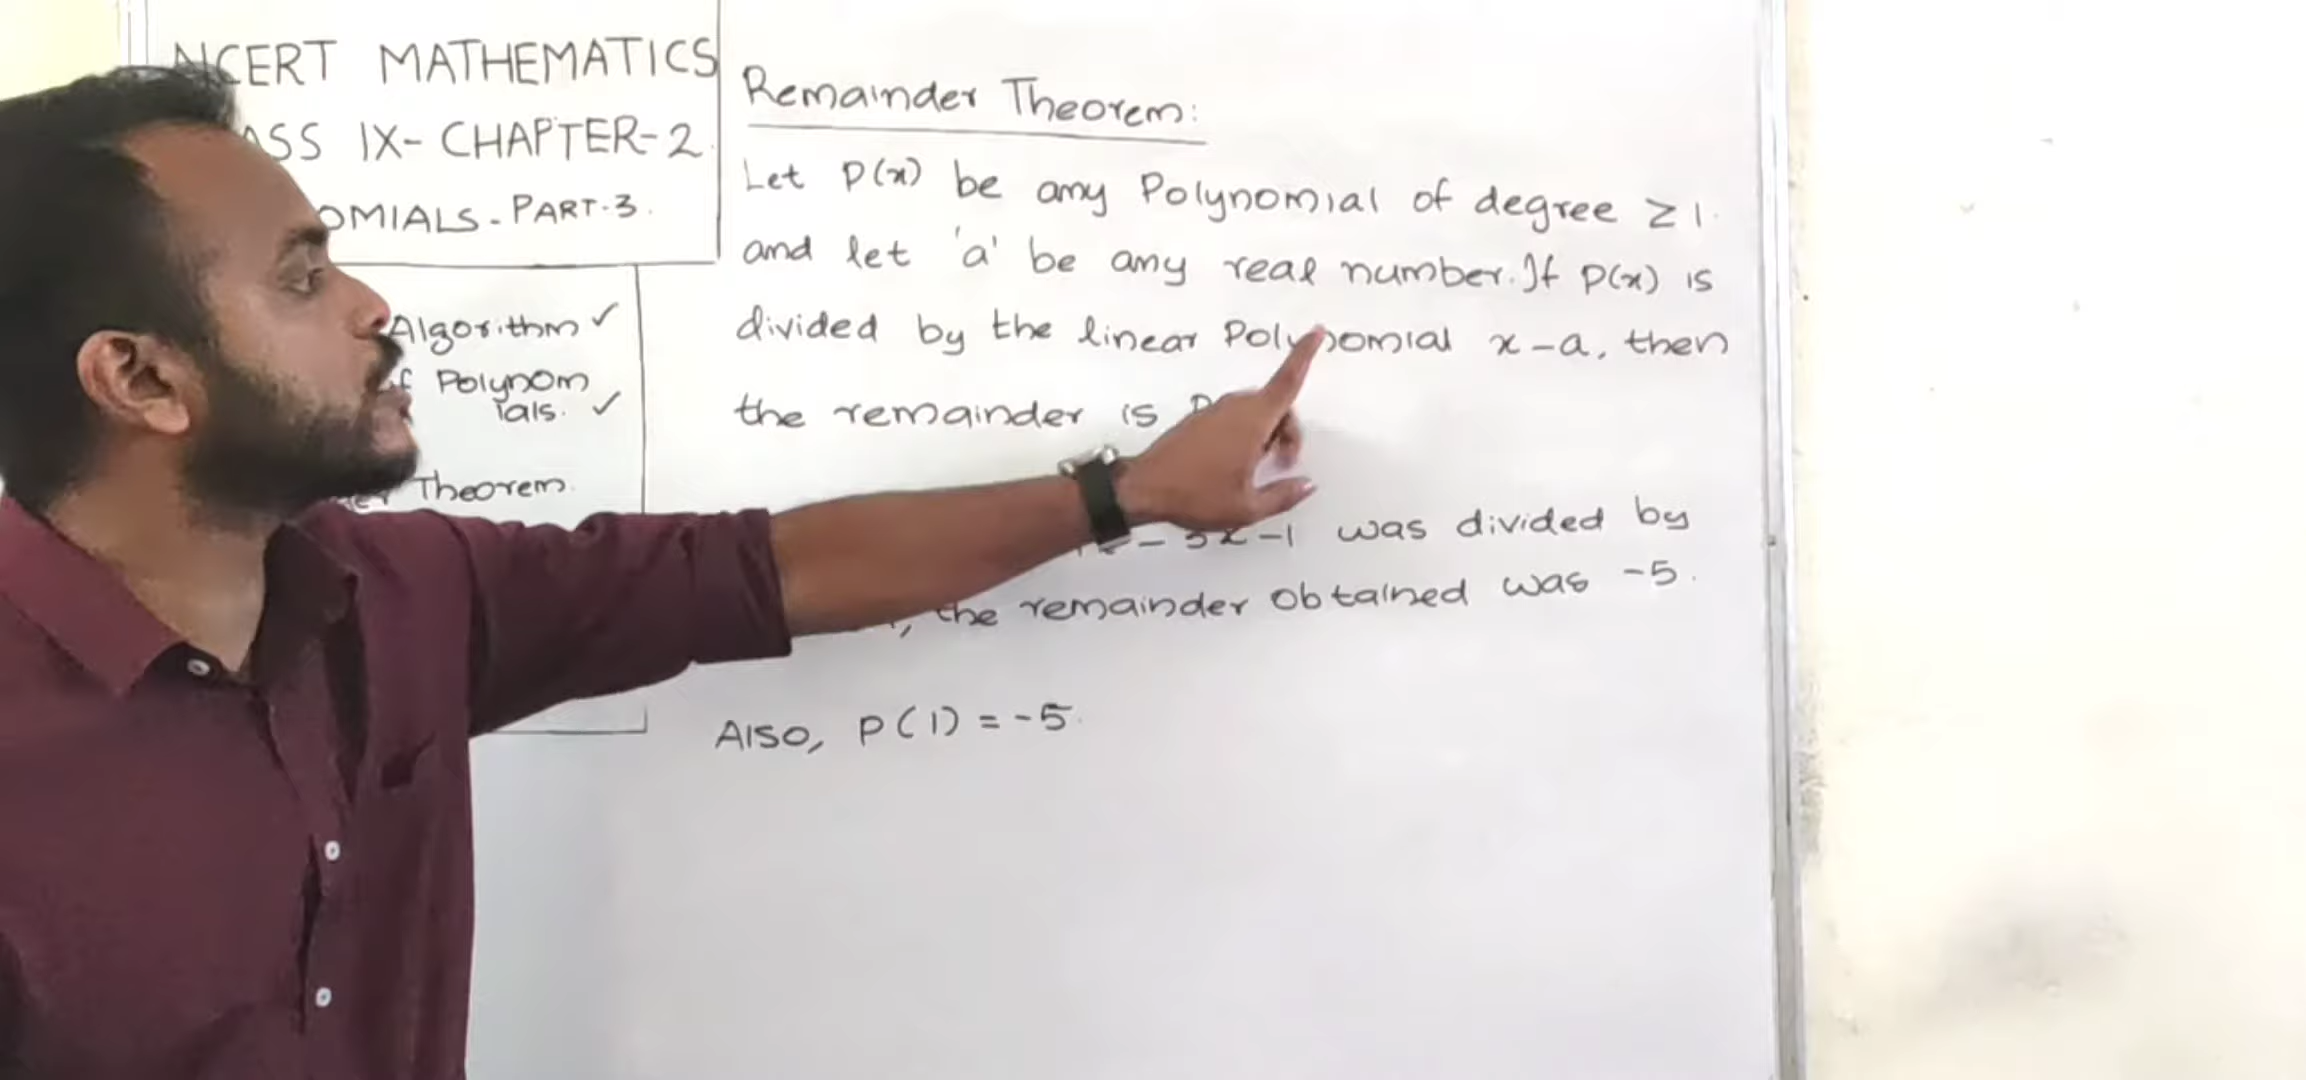 NCERT MATHEMATICS
ASS IX- CHAPTER-2.
OMIALS - PART-3.
Algorithm ✓
f Polynom
ials. ✓
Theorem.
Remainder Theorem:
Let P(x) be any Polynomial of degree ≥ 1.
and let 'a' be any real number. If P(x) is
divided by the linear Polynomial x-a, then
the remainder is
- 3x - 1 was divided by
, the remainder obtained was -5.
Also, P(1) = -5.